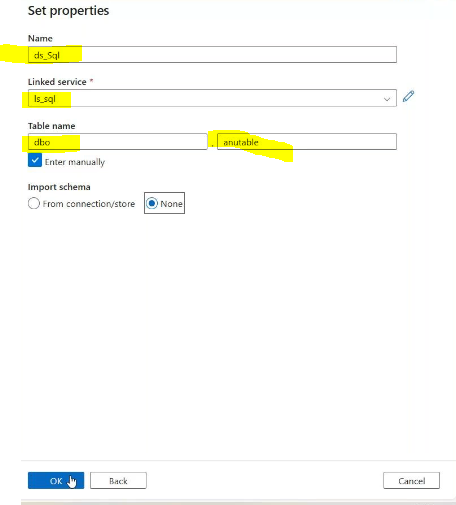 Set properties
Name
ds_Sql
Linked service *
ls_sql
Table name
dbo . anutable
Enter manually
Import schema
From connection/store None
OK Back Cancel